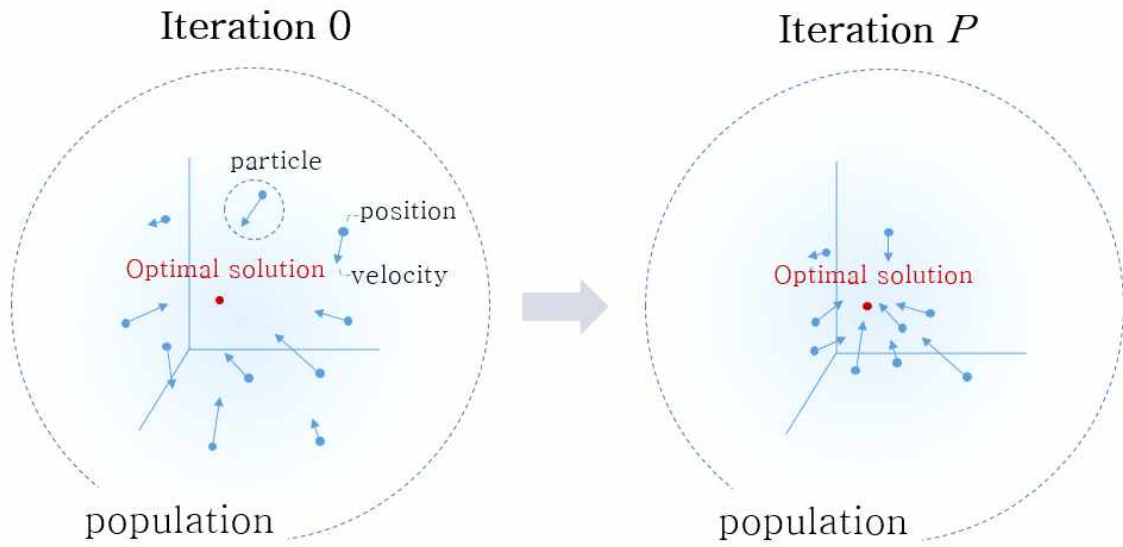 Iteration 0
particle
position
Optimal solution
velocity
population
Iteration P
Optimal solution
population